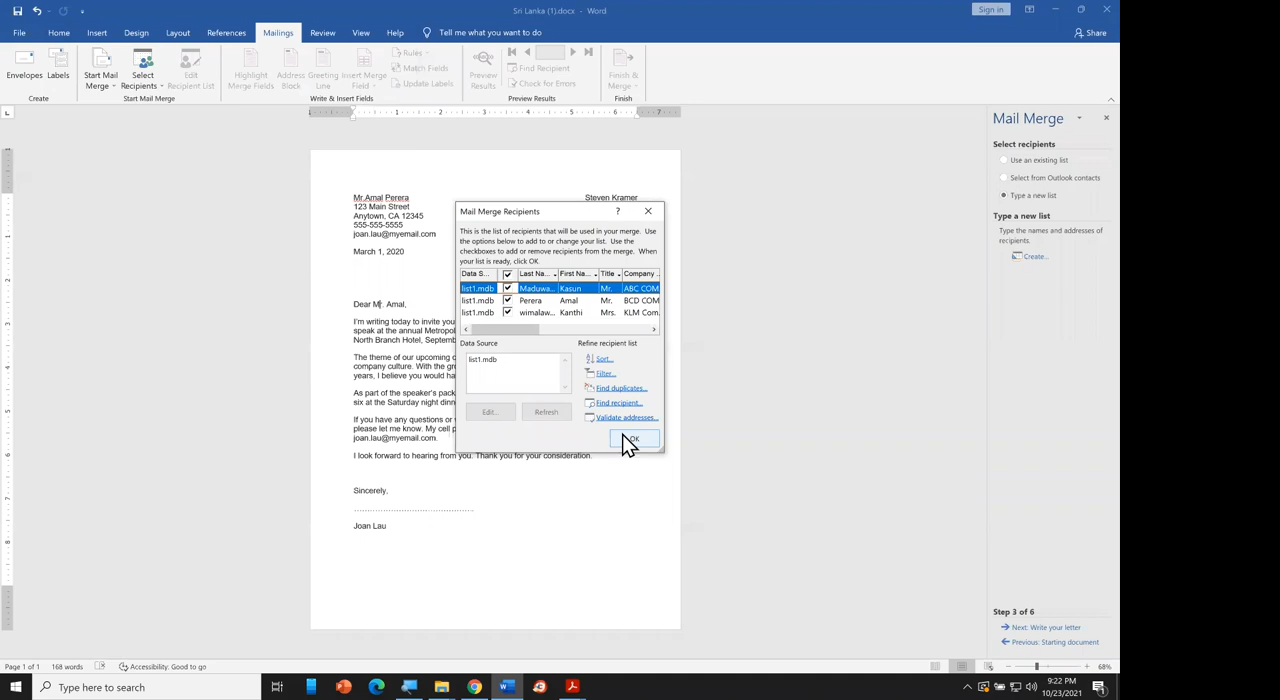 Sri Lanka (1).docx - Word
Sign in
File Home Insert Design Layout References Mailings Review View Help Tell me what you want to do
Share
Envelopes Labels
Create
Start Mail Merge
Select Recipients
Edit Recipient List
Start Mail Merge
Highlight Merge Fields
Address Block
Greeting Line
Insert Merge Field
Rules
Match Fields
Update Labels
Write & Insert Fields
Preview Results
Find Recipient
Check for Errors
Preview Results
Finish & Merge
Finish
1 2 3 4 5 6 7
Mr.Amal Perera
Steven Kramer
123 Main Street
Anytown, CA 12345
555-555-5555
joan.lau@myemail.com
March 1, 2020
Dear Mr. Amal,
I'm writing today to invite you
speak at the annual Metropol
North Branch Hotel, Septemb
The theme of our upcoming c
company culture. With the gr
years, I believe you would ha
As part of the speaker's pack
six at the Saturday night dinn
If you have any questions or
please let me know. My cell p
joan.lau@myemail.com.
I look forward to hearing from you. Thank you for your consideration.
Sincerely,
Joan Lau
Mail Merge Recipients ?
This is the list of recipients that will be used in your merge. Use
the options below to add to or change your list. Use the
checkboxes to add or remove recipients from the merge. When
your list is ready, click OK.
Data S... Last Na... First Na... Title Company
list1.mdb Maduwa... Kasun Mr. ABC COM
list1.mdb Perera Amal Mr. BCD COM
list1.mdb wimalaw... Kanthi Mrs. KLM Com
Data Source
list1.mdb
Edit... Refresh
Refine recipient list
Sort...
Filter...
Find duplicates...
Find recipient...
Validate addresses...
OK
Mail Merge
Select recipients
Use an existing list
Select from Outlook contacts
Type a new list
Type a new list
Type the names and addresses of
recipients.
Create...
Step 3 of 6
Next: Write your letter
Previous: Starting document
Page 1 of 1 168 words Accessibility: Good to go 68%
Type here to search
9:22 PM
10/23/2021
1